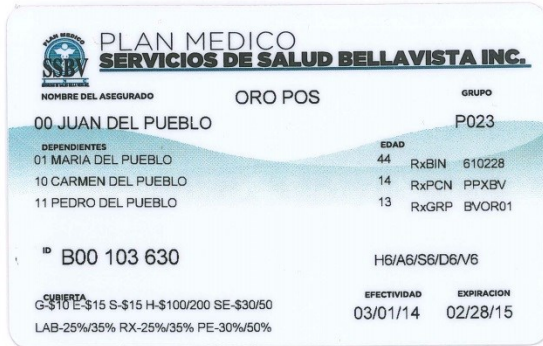 PLAN MEDICO
SSBV
PLAN MEDICO
SERVICIOS DE SALUD BELLAVISTA INC.
NOMBRE DEL ASEGURADO ORO POS GRUPO
00 JUAN DEL PUEBLO P023
DEPENDIENTES EDAD
01 MARIA DEL PUEBLO 44 RxBIN 610228
10 CARMEN DEL PUEBLO 14 RxPCN PPXBV
11 PEDRO DEL PUEBLO 13 RxGRP BVOR01
ID B00 103 630 H6/A6/S6/D6/V6
CUBIERTA EFECTIVIDAD EXPIRACION
G-$10 E-$15 S-$15 H-$100/200 SE-$30/50 03/01/14 02/28/15
LAB-25%/35% RX-25%/35% PE-30%/50%